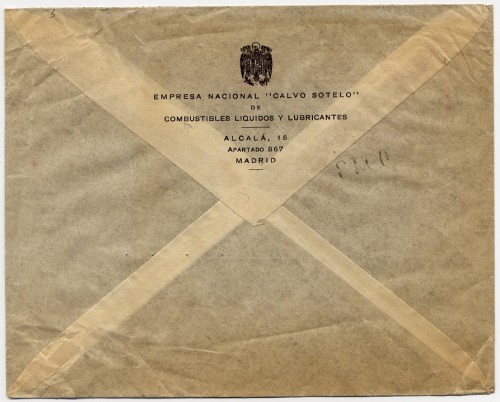 EMPRESA NACIONAL "CALVO SOTELO"
DE
COMBUSTIBLES LIQUIDOS Y LUBRICANTES
ALCALÁ, 16
APARTADO 867
MADRID